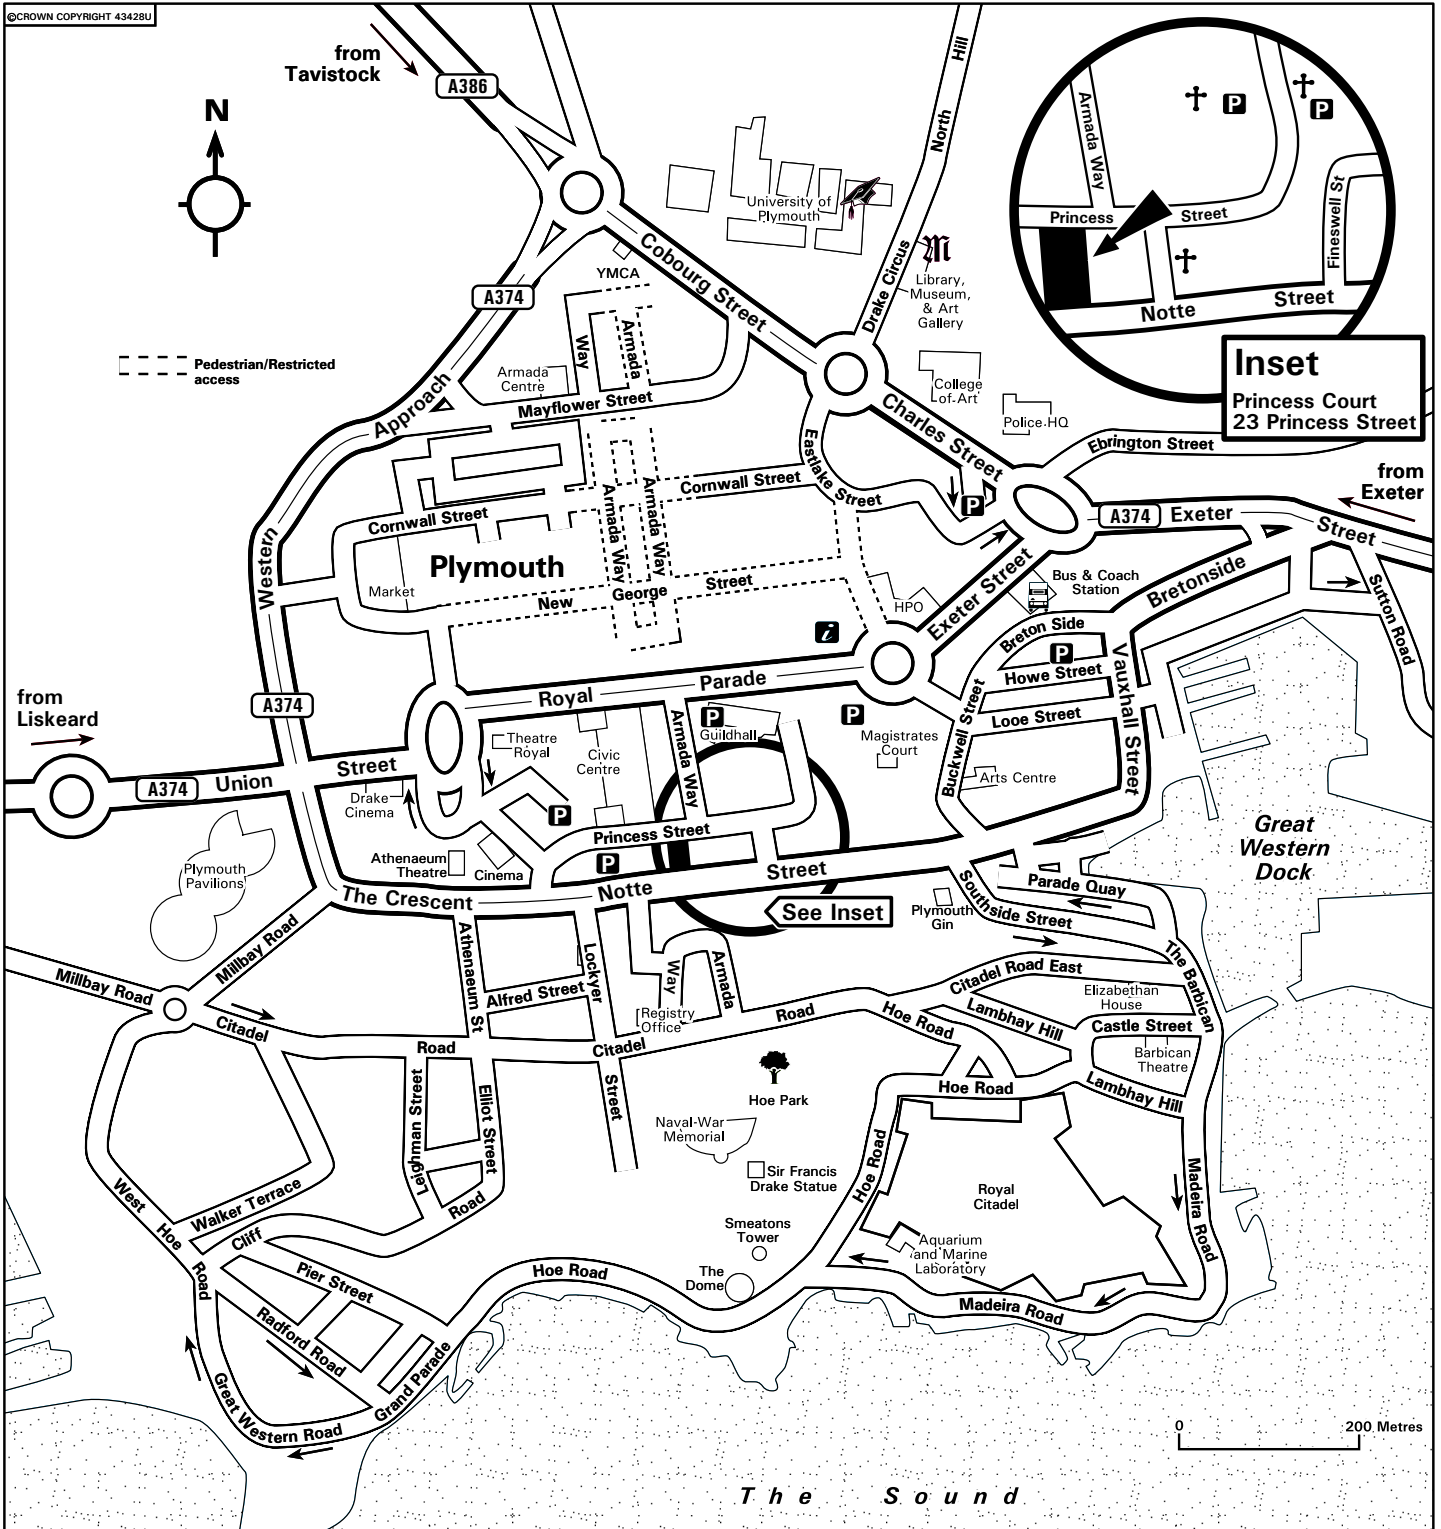 ©CROWN COPYRIGHT 43428U
from
Tavistock
A386
N
Hill
North
Drake Circus
University of
Plymouth
YMCA
Cobourg Street
A374
Library,
Museum,
& Art
Gallery
Armada Way
P
P
Princess
Street
Fineswell St
Notte
Street
Inset
Princess Court
23 Princess Street
Pedestrian/Restricted
access
Way
Armada
Armada
Centre
Mayflower Street
Approach
Western
College
of Art
Police HQ
Charles Street
Ebrington Street
Eastlake Street
from
Exeter
Cornwall Street
Cornwall Street
Armada Way
Armada Way
P
A374
Exeter
Street
Plymouth
Market
New
George
Street
HPO
Exeter Street
Bus & Coach
Station
Bretonside
Sutton Road
i
Breton Side
P
Howe Street
Looe Street
Vauxhall Street
Buckwell Street
from
Liskeard
A374
A374
Union
Street
Royal
Parade
Theatre
Royal
Civic
Centre
Armada Way
P
Guildhall
P
Magistrates
Court
Arts Centre
Drake
Cinema
P
Princess Street
P
Athenaeum
Theatre
Cinema
Plymouth
Pavilions
The Crescent
Notte
Street
See Inset
Plymouth
Gin
Southside Street
Parade Quay
Great
Western
Dock
Millbay Road
Millbay Road
Athenaeum St
Alfred Street
Lockyer
Street
Way
Armada
Registry
Office
Citadel
Road
Citadel
Road
Hoe Road
Citadel Road East
Lambhay Hill
The Barbican
Elizabethan
House
Castle Street
Barbican
Theatre
Lambhay Hill
Hoe Road
Hoe Park
Leighman Street
Elliot Street
Naval War
Memorial
Sir Francis
Drake Statue
Hoe Road
Royal
Citadel
Madeira Road
West
Hoe
Road
Walker Terrace
Cliff
Road
Smeatons
Tower
The
Dome
Aquarium
and Marine
Laboratory
Pier Street
Hoe Road
Madeira Road
Radford Road
Grand Parade
Great Western Road
0
200 Metres
The Sound